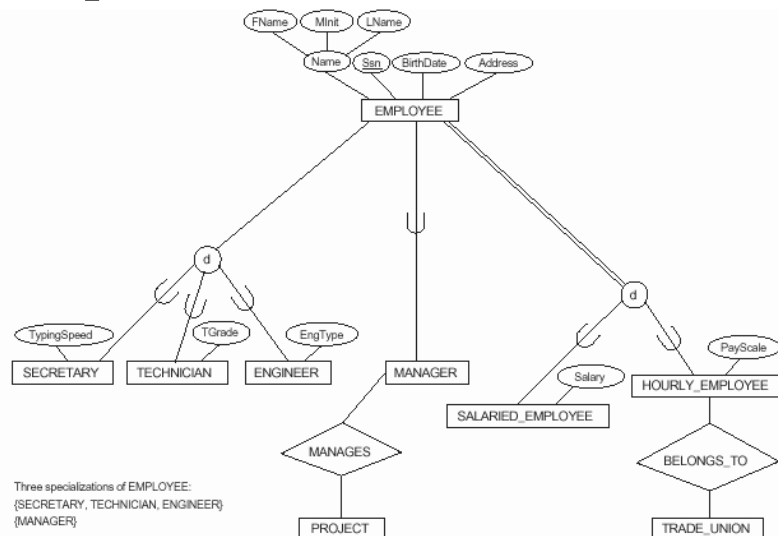 FName MInit LName
Name Ssn BirthDate Address
EMPLOYEE
d
d
TypingSpeed TGrade EngType
SECRETARY TECHNICIAN ENGINEER MANAGER
Salary PayScale
SALARIED_EMPLOYEE HOURLY_EMPLOYEE
MANAGES BELONGS_TO
Three specializations of EMPLOYEE:
{SECRETARY, TECHNICIAN, ENGINEER}
{MANAGER}
PROJECT TRADE_UNION